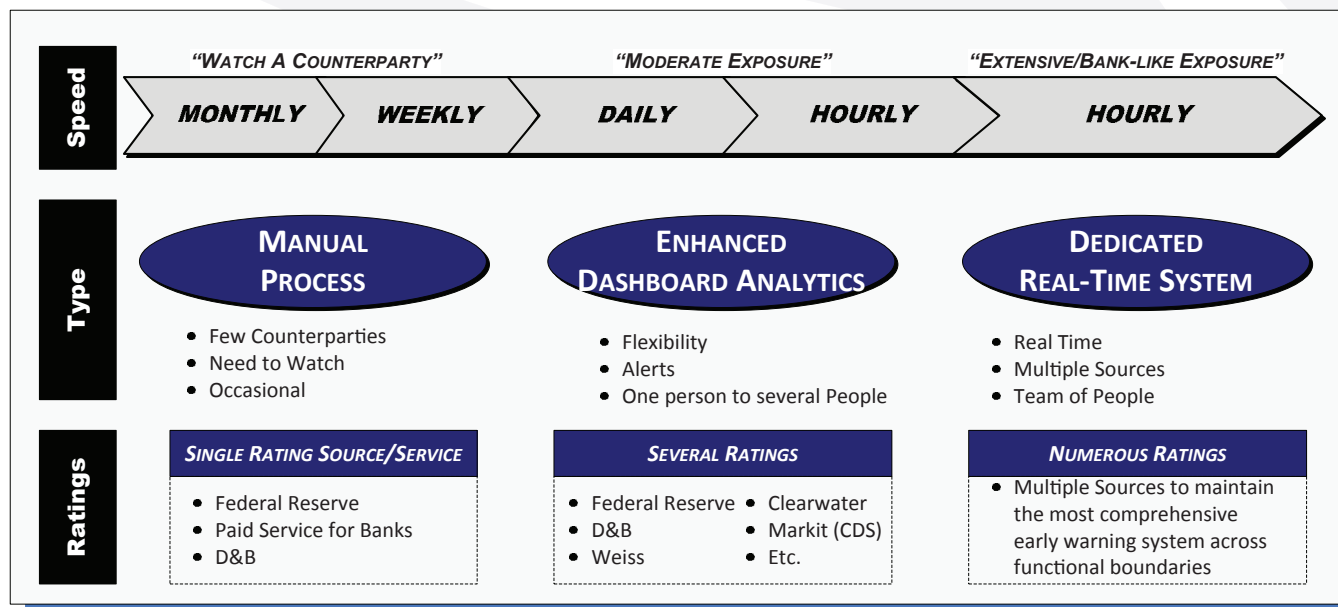 Speed
“WATCH A COUNTERPARTY”
“MODERATE EXPOSURE”
“EXTENSIVE/BANK-LIKE EXPOSURE”
MONTHLY
WEEKLY
DAILY
HOURLY
HOURLY
Type
MANUAL
PROCESS
• Few Counterparties
• Need to Watch
• Occasional
ENHANCED
DASHBOARD ANALYTICS
• Flexibility
• Alerts
• One person to several People
DEDICATED
REAL-TIME SYSTEM
• Real Time
• Multiple Sources
• Team of People
Ratings
SINGLE RATING SOURCE/SERVICE
• Federal Reserve
• Paid Service for Banks
• D&B
SEVERAL RATINGS
• Federal Reserve
• D&B
• Weiss
• Clearwater
• Markit (CDS)
• Etc.
NUMEROUS RATINGS
• Multiple Sources to maintain
the most comprehensive
early warning system across
functional boundaries